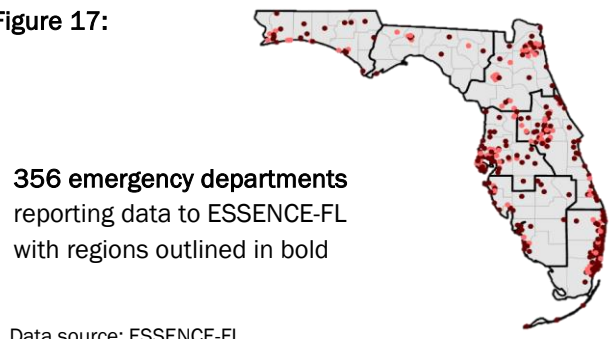 Figure 17:
356 emergency departments
reporting data to ESSENCE-FL
with regions outlined in bold
Data source: ESSENCE-FL